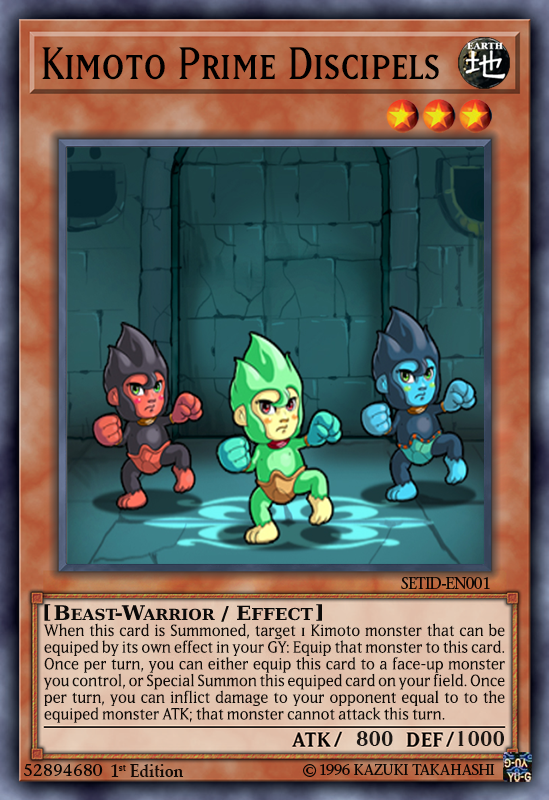 KIMOTO PRIME DISCIPELS
EARTH
地
SETID-EN001
[BEAST-WARRIOR / EFFECT]
When this card is Summoned, target 1 Kimoto monster that can be
equiped by its own effect in your GY: Equip that monster to this card.
Once per turn, you can either equip this card to a face-up monster
you control, or Special Summon this equiped card on your field. Once
per turn, you can inflict damage to your opponent equal to to the
equiped monster ATK; that monster cannot attack this turn.
ATK/ 800 DEF/1000
52894680 1st Edition © 1996 KAZUKI TAKAHASHI